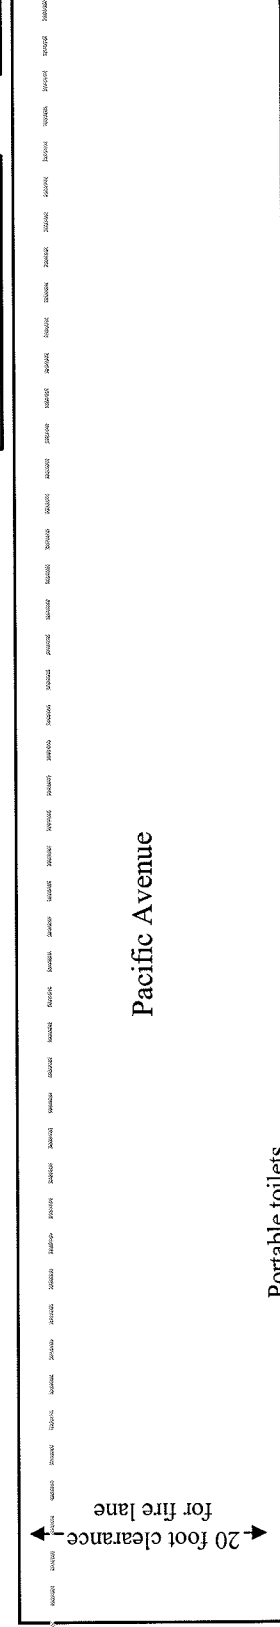 Pacific Avenue
Portable toilets
20 foot clearance
for fire lane